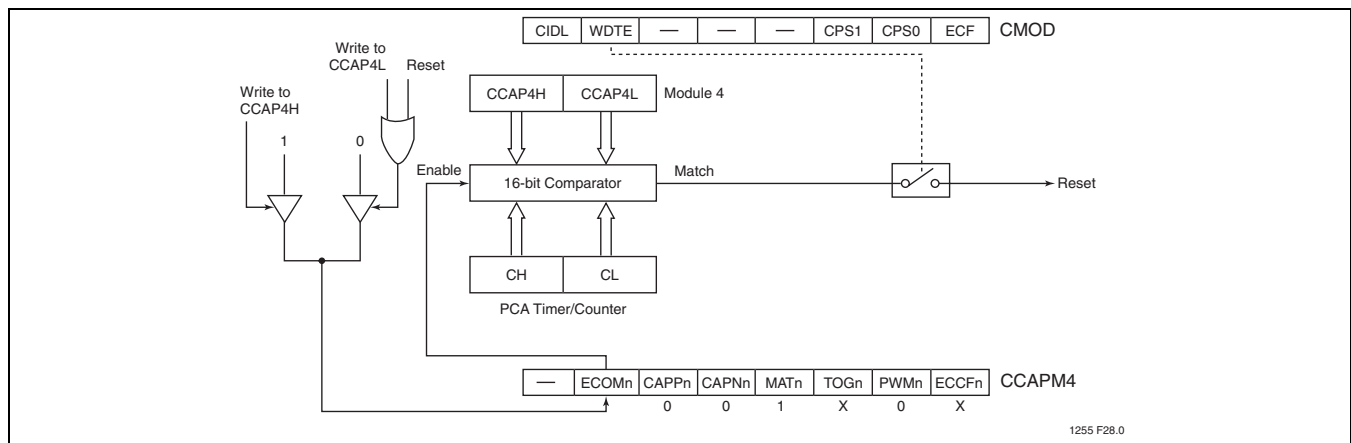 CIDL WDTE — — — CPS1 CPS0 ECF CMOD
Write to
CCAP4L Reset
Write to
CCAP4H
CCAP4H CCAP4L Module 4
1 0
Enable 16-bit Comparator Match Reset
CH CL
PCA Timer/Counter
— ECOMn CAPPn CAPNn MATn TOGn PWMn ECCFn CCAPM4
0 0 1 X 0 X
1255 F28.0